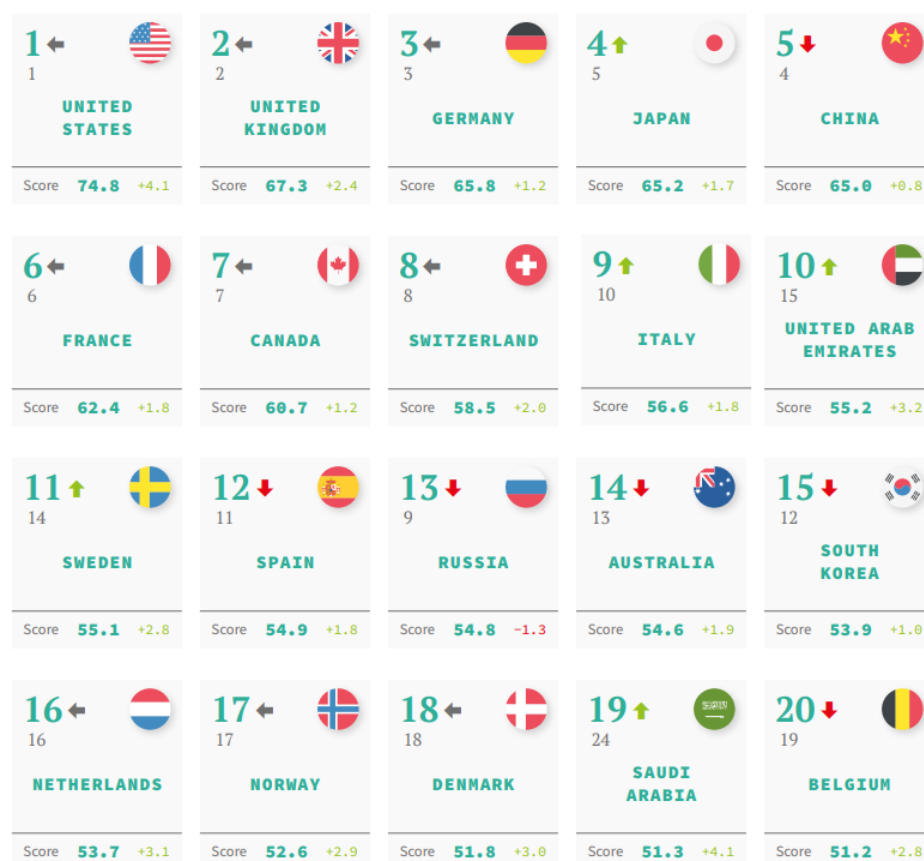 1
1
UNITED
STATES
Score 74.8 +4.1
2
2
UNITED
KINGDOM
Score 67.3 +2.4
3
3
GERMANY
Score 65.8 +1.2
4
5
JAPAN
Score 65.2 +1.7
5
4
CHINA
Score 65.0 +0.8
6
6
FRANCE
Score 62.4 +1.8
7
7
CANADA
Score 60.7 +1.2
8
8
SWITZERLAND
Score 58.5 +2.0
9
10
ITALY
Score 56.6 +1.8
10
15
UNITED ARAB
EMIRATES
Score 55.2 +3.2
11
14
SWEDEN
Score 55.1 +2.8
12
11
SPAIN
Score 54.9 +1.8
13
9
RUSSIA
Score 54.8 -1.3
14
13
AUSTRALIA
Score 54.6 +1.9
15
12
SOUTH
KOREA
Score 53.9 +1.0
16
16
NETHERLANDS
Score 53.7 +3.1
17
17
NORWAY
Score 52.6 +2.9
18
18
DENMARK
Score 51.8 +3.0
19
24
SAUDI
ARABIA
Score 51.3 +4.1
20
19
BELGIUM
Score 51.2 +2.8